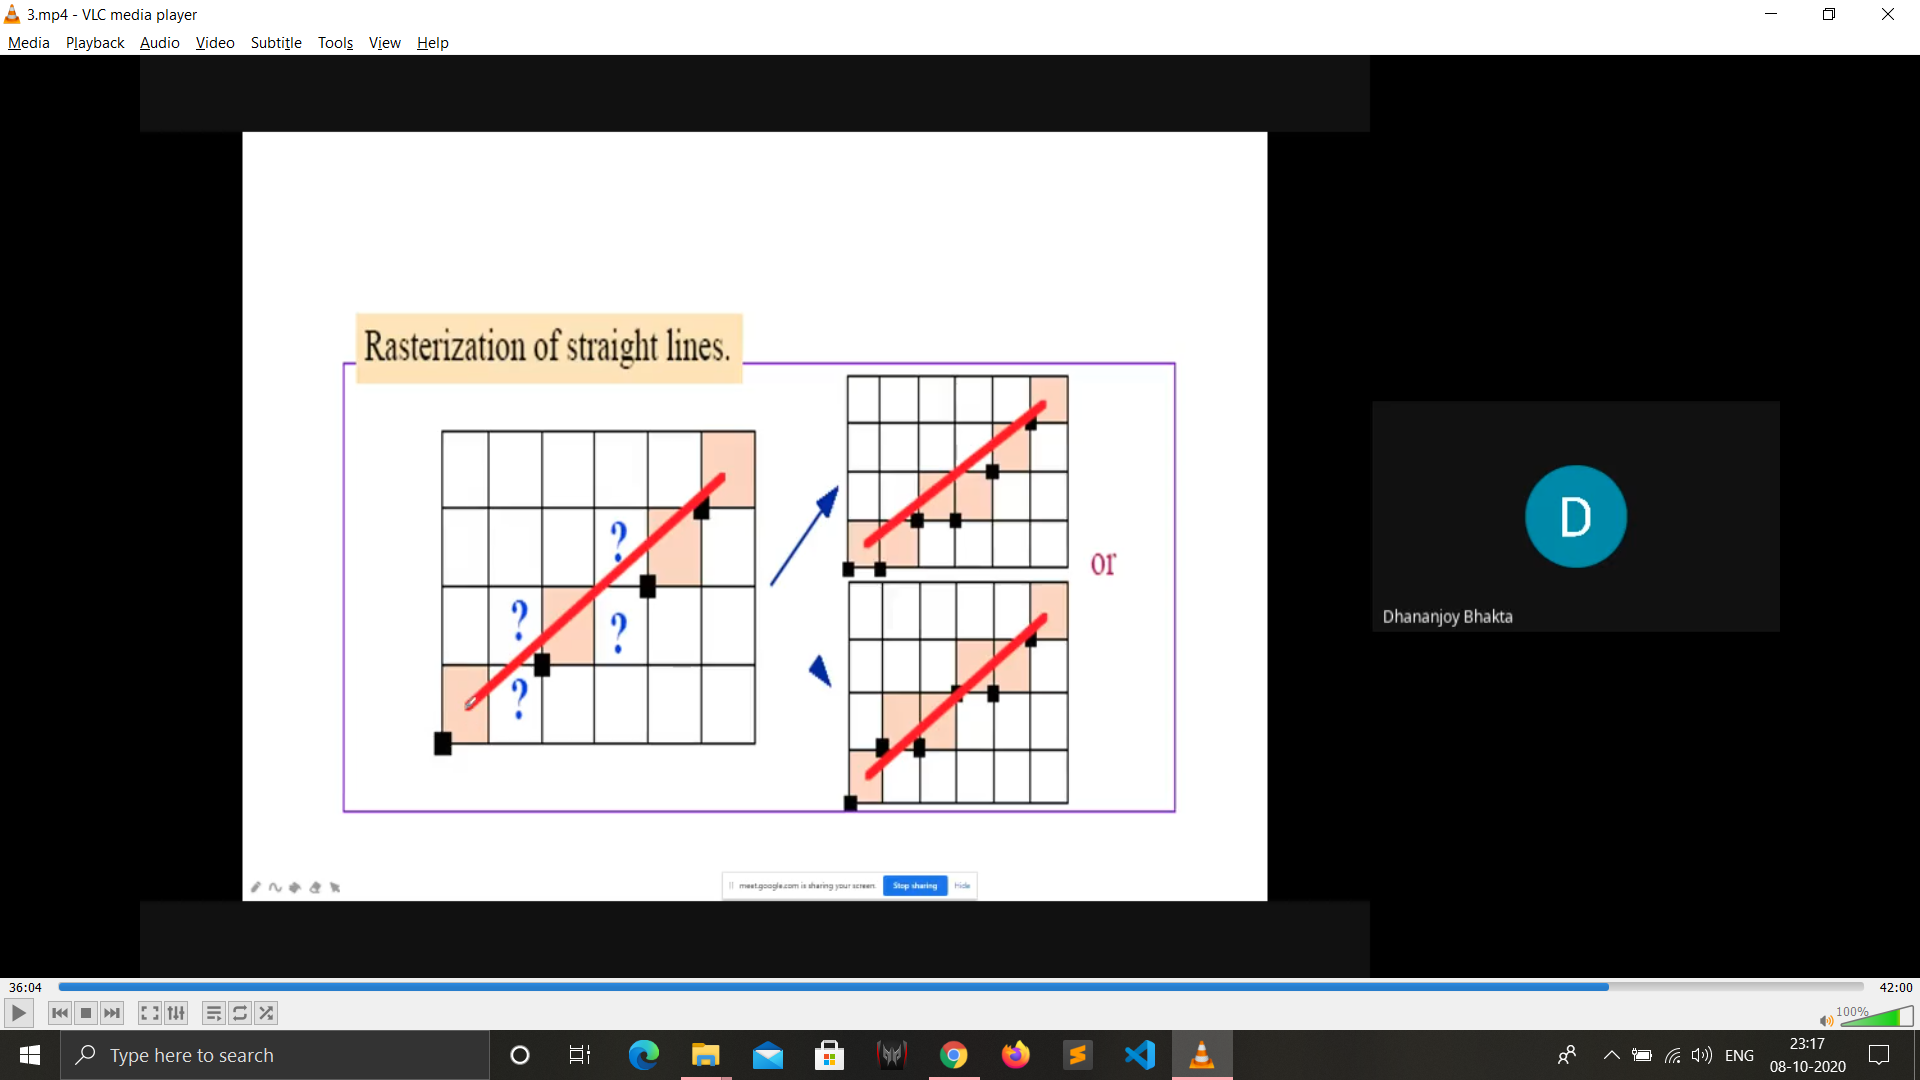 3.mp4 - VLC media player
Media Playback Audio Video Subtitle Tools View Help
Rasterization of straight lines.
?
? ?
?
or
D
Dhananjoy Bhakta
meet.google.com is sharing your screen. Stop sharing Hide
36:04 42:00
100%
Type here to search
ENG
23:17
08-10-2020